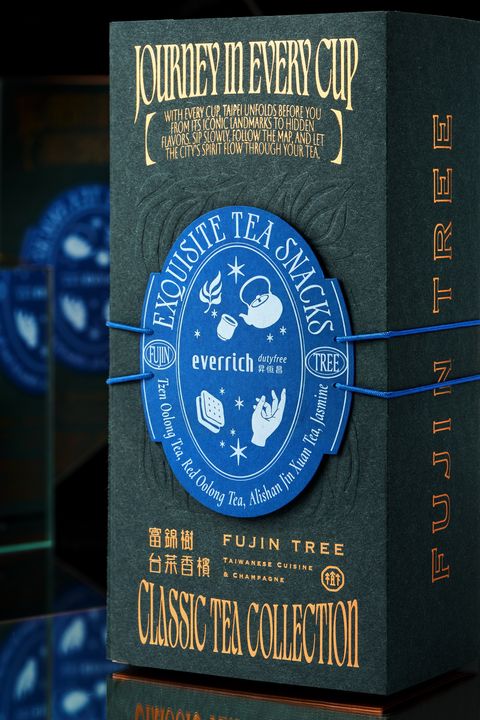 JOURNEY IN EVERY CUP
WITH EVERY CUP, TAIPEI UNFOLDS BEFORE YOU
FROM ITS ICONIC LANDMARKS TO HIDDEN
FLAVORS. SIP SLOWLY, FOLLOW THE MAP, AND LET
THE CITY'S SPIRIT FLOW THROUGH YOUR TEA.
EXQUISITE TEA SNACKS
FUJIN
everrich dutyfree
昇恆昌
TREE
Tzen Oolong Tea, Red Oolong Tea, Alishan Jin Xuan Tea, Jasmine
富錦樹
台菜香檳
FUJIN TREE
TAIWANESE CUISINE
& CHAMPAGNE
樹
CLASSIC TEA COLLECTION
FUJIN TREE